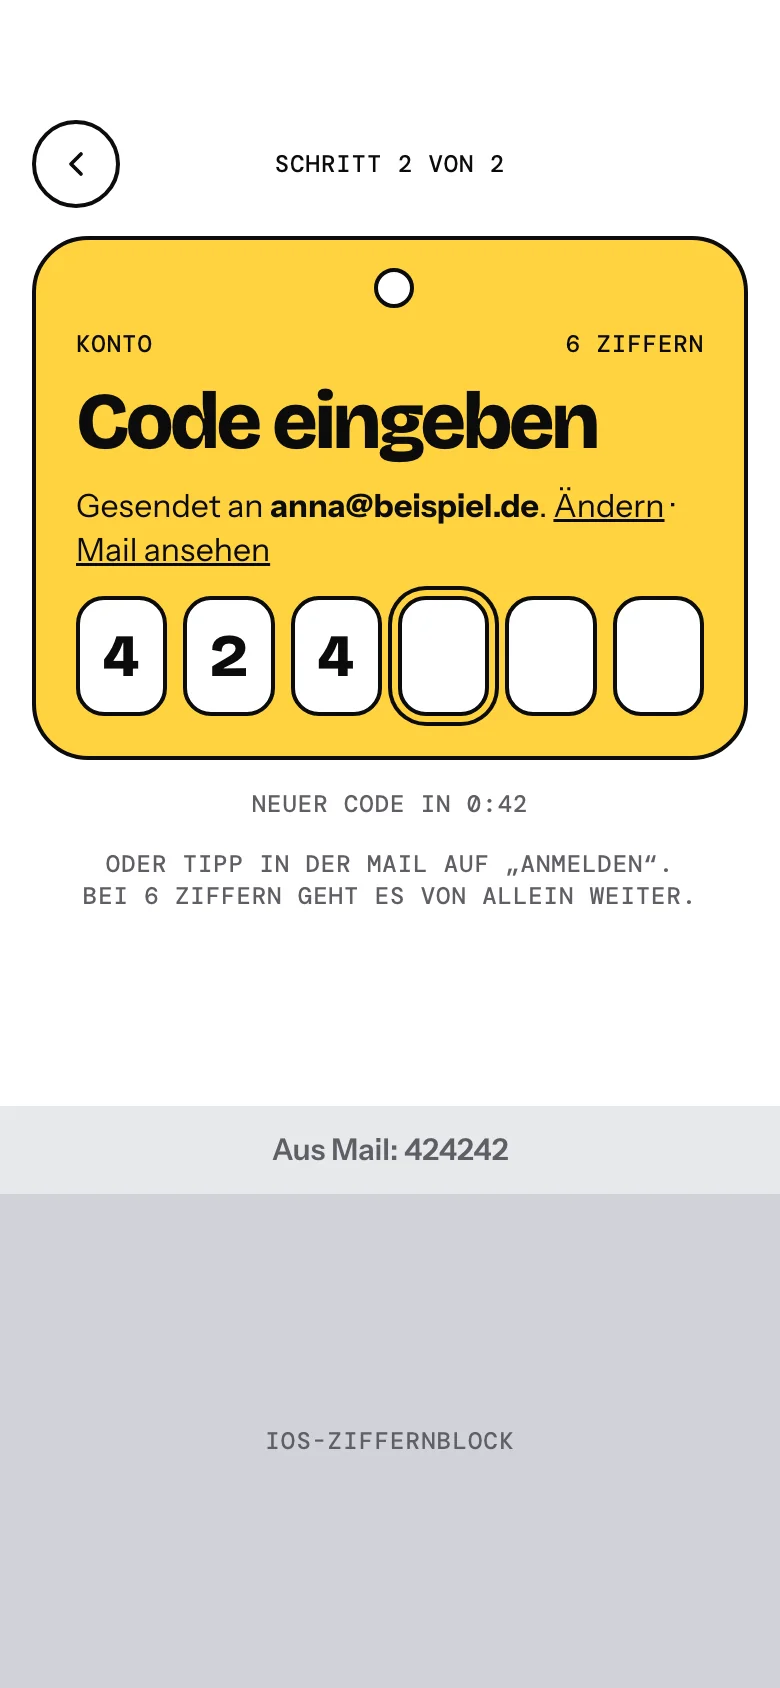 SCHRITT 2 VON 2
KONTO
6 ZIFFERN
Code eingeben
Gesendet an anna@beispiel.de. Ändern ·
Mail ansehen
4 2 4
NEUER CODE IN 0:42
ODER TIPP IN DER MAIL AUF „ANMELDEN“.
BEI 6 ZIFFERN GEHT ES VON ALLEIN WEITER.
Aus Mail: 424242
IOS-ZIFFERNBLOCK